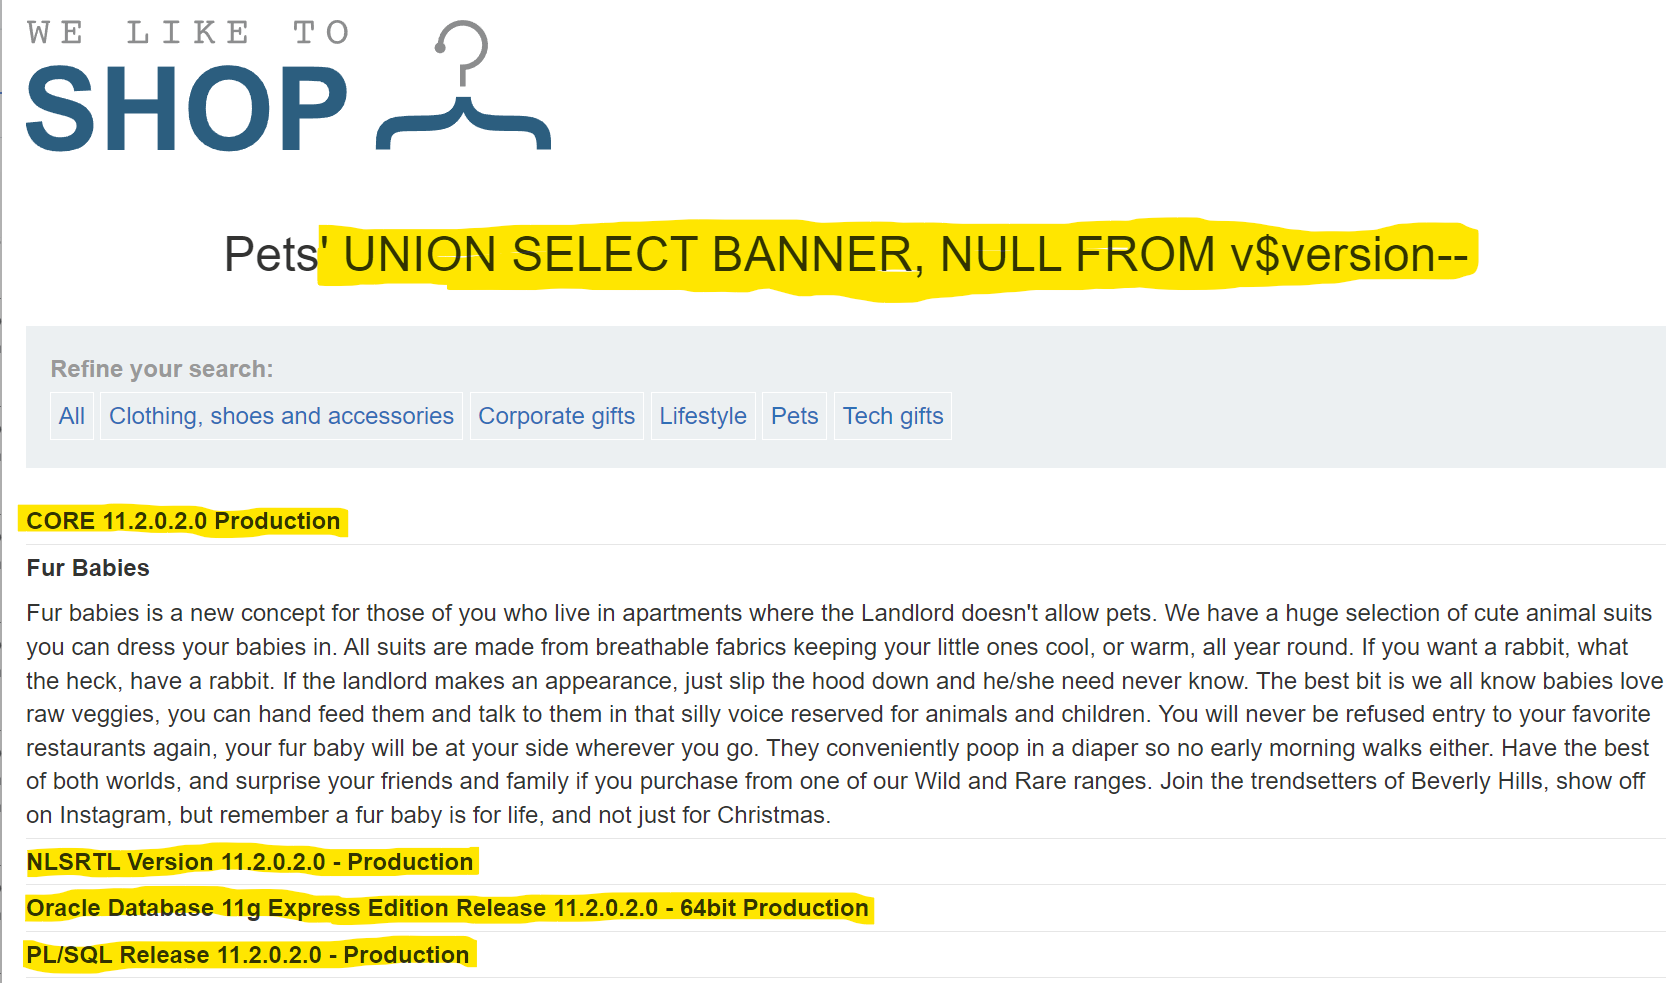 WE LIKE TO
SHOP
Pets' UNION SELECT BANNER, NULL FROM v$version--
Refine your search:
All Clothing, shoes and accessories Corporate gifts Lifestyle Pets Tech gifts
CORE 11.2.0.2.0 Production
Fur Babies
Fur babies is a new concept for those of you who live in apartments where the Landlord doesn't allow pets. We have a huge selection of cute animal suits
you can dress your babies in. All suits are made from breathable fabrics keeping your little ones cool, or warm, all year round. If you want a rabbit, what
the heck, have a rabbit. If the landlord makes an appearance, just slip the hood down and he/she need never know. The best bit is we all know babies love
raw veggies, you can hand feed them and talk to them in that silly voice reserved for animals and children. You will never be refused entry to your favorite
restaurants again, your fur baby will be at your side wherever you go. They conveniently poop in a diaper so no early morning walks either. Have the best
of both worlds, and surprise your friends and family if you purchase from one of our Wild and Rare ranges. Join the trendsetters of Beverly Hills, show off
on Instagram, but remember a fur baby is for life, and not just for Christmas.
NLSRTL Version 11.2.0.2.0 - Production
Oracle Database 11g Express Edition Release 11.2.0.2.0 - 64bit Production
PL/SQL Release 11.2.0.2.0 - Production